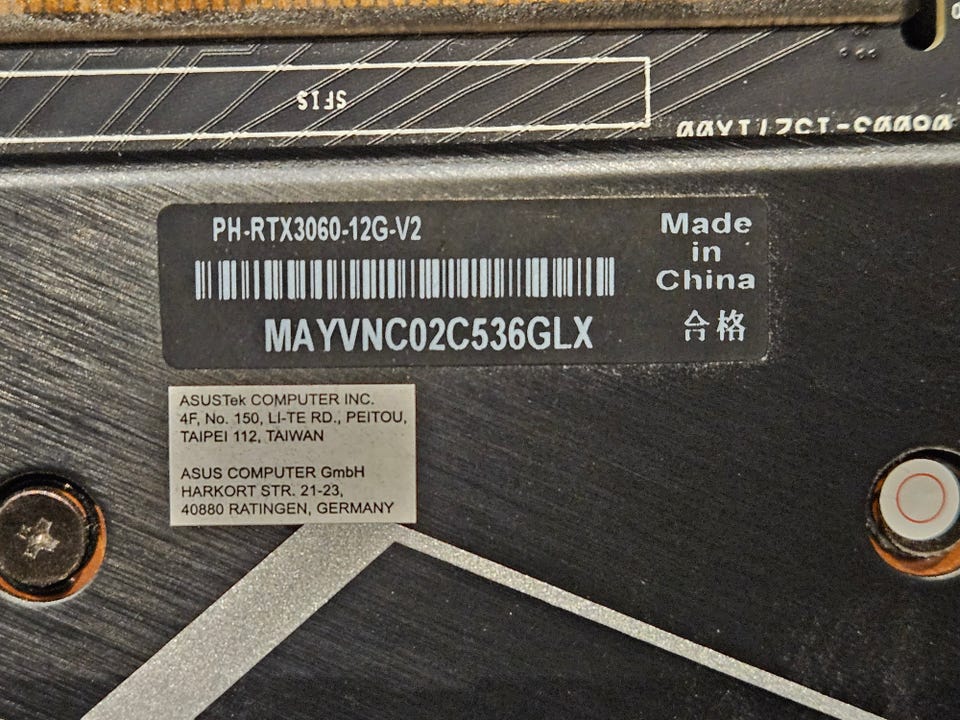 SFIS
PH-RTX3060-12G-V2
MAYVNC02C536GLX
Made
in
China
合格
ASUSTek COMPUTER INC.
4F, No. 150, LI-TE RD., PEITOU,
TAIPEI 112, TAIWAN
ASUS COMPUTER GmbH
HARKORT STR. 21-23,
40880 RATINGEN, GERMANY